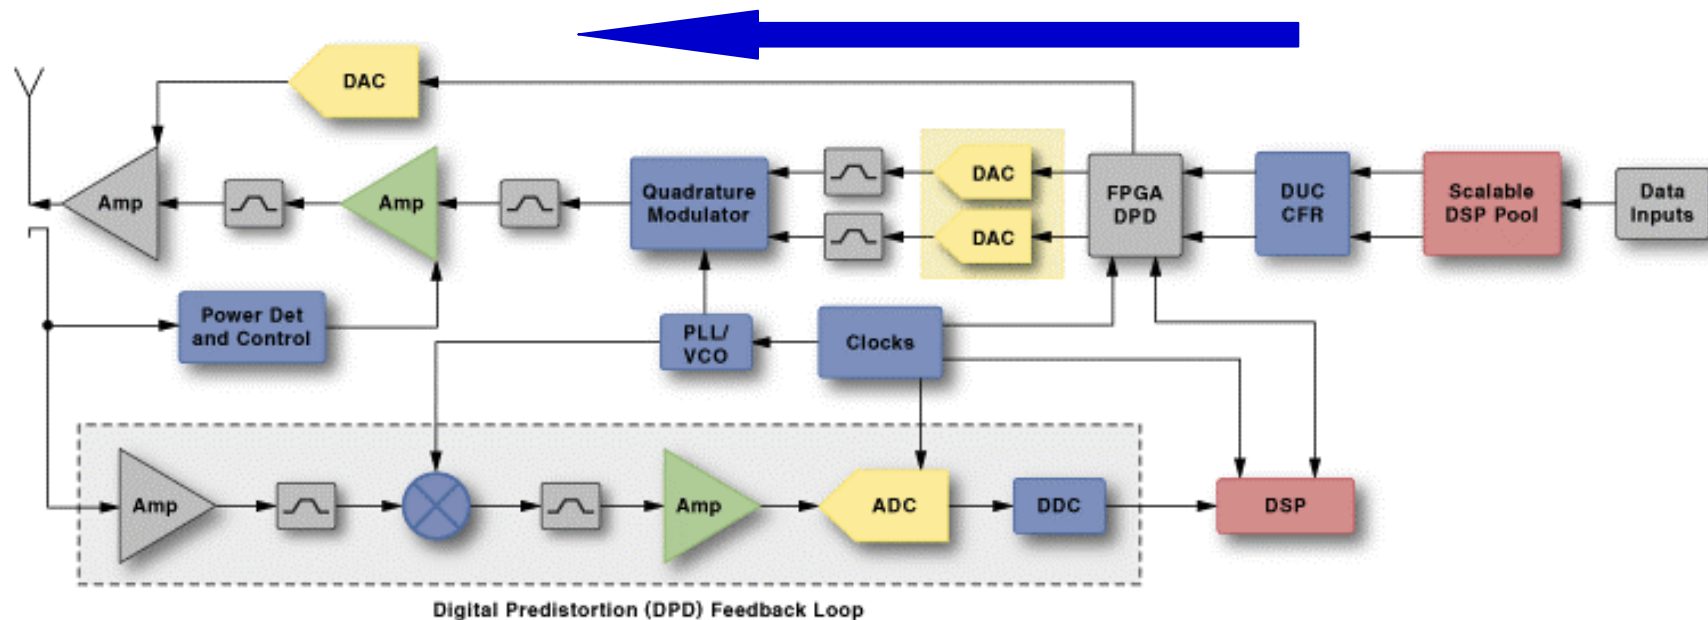 DAC
Amp
Amp
Quadrature
Modulator
DAC
DAC
FPGA
DPD
DUC
CFR
Scalable
DSP Pool
Data
Inputs
Power Det
and Control
PLL/
VCO
Clocks
Amp
Amp
ADC
DDC
DSP
Digital Predistortion (DPD) Feedback Loop